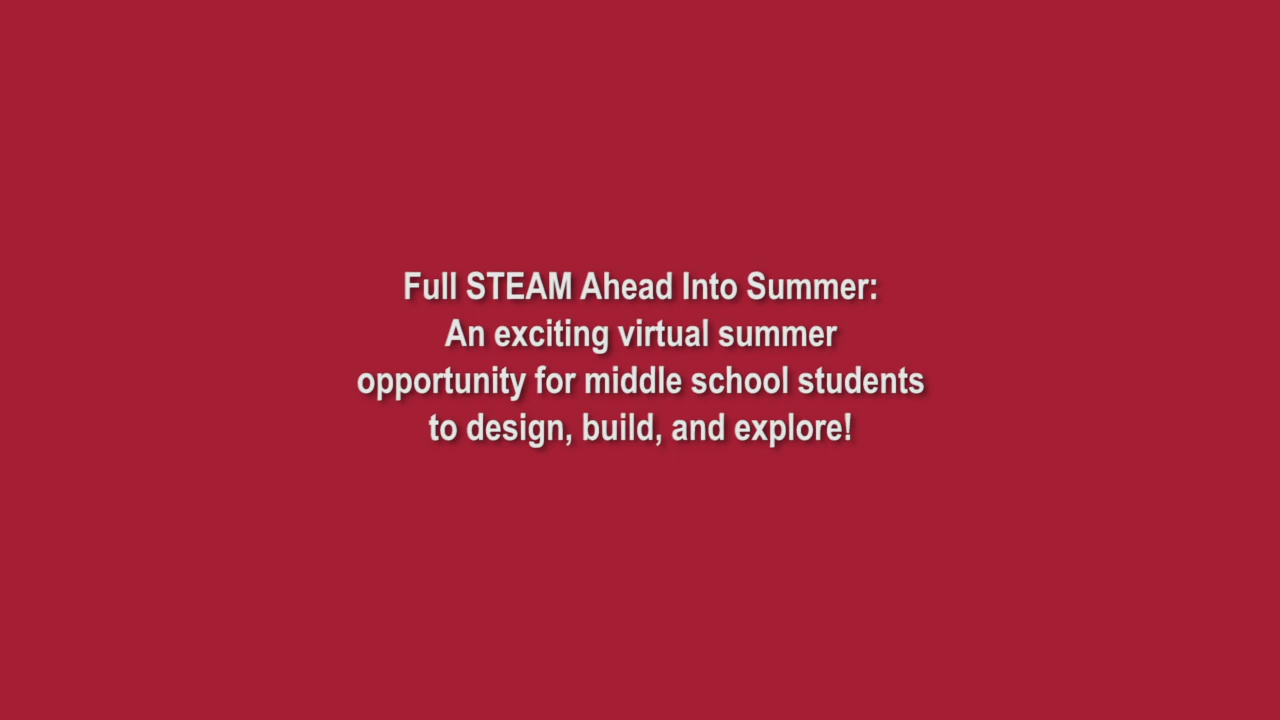 Full STEAM Ahead Into Summer:
An exciting virtual summer
opportunity for middle school students
to design, build, and explore!